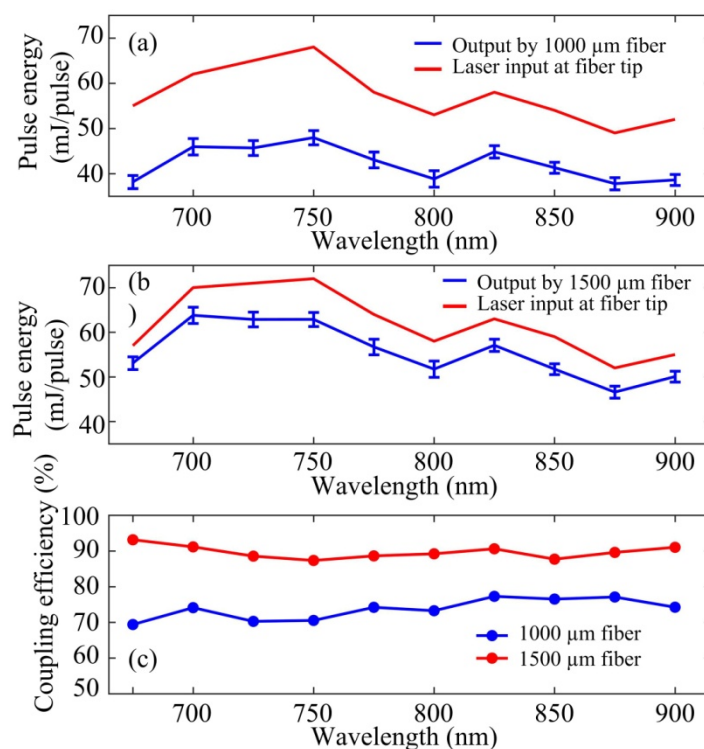 (a)
Output by 1000 µm fiber
Laser input at fiber tip
Pulse energy
(mJ/pulse)
70
60
50
40
700
750
800
850
900
Wavelength (nm)
(b
)
Output by 1500 µm fiber
Laser input at fiber tip
Pulse energy
(mJ/pulse)
70
60
50
40
700
750
800
850
900
Wavelength (nm)
Coupling efficiency (%)
100
90
80
70
60
50
(c)
1000 µm fiber
1500 µm fiber
700
750
800
850
900
Wavelength (nm)